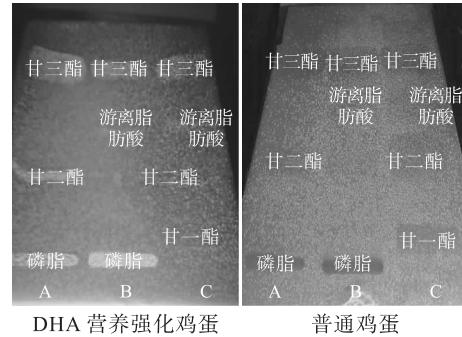 甘三酯 甘三酯 甘三酯
游离脂 游离脂
肪酸 肪酸
甘二酯 甘二酯
甘一酯
磷脂 磷脂
A B C
DHA 营养强化鸡蛋
甘三酯 甘三酯 甘三酯
游离脂 游离脂
肪酸 肪酸
甘二酯 甘二酯
甘一酯
磷脂 磷脂
A B C
普通鸡蛋